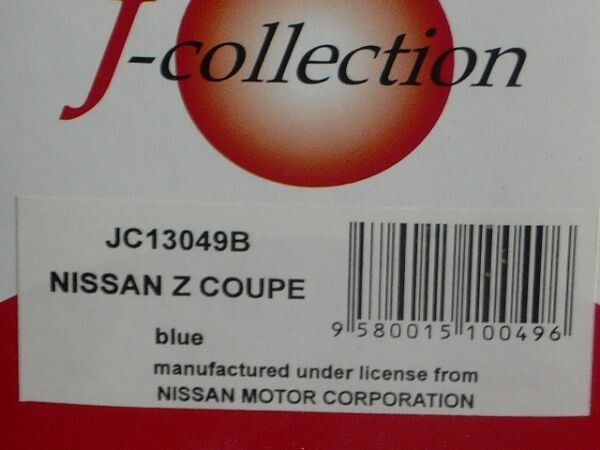 J-collection
JC13049B
NISSAN Z COUPE
blue
9 580015 100496
manufactured under license from
NISSAN MOTOR CORPORATION